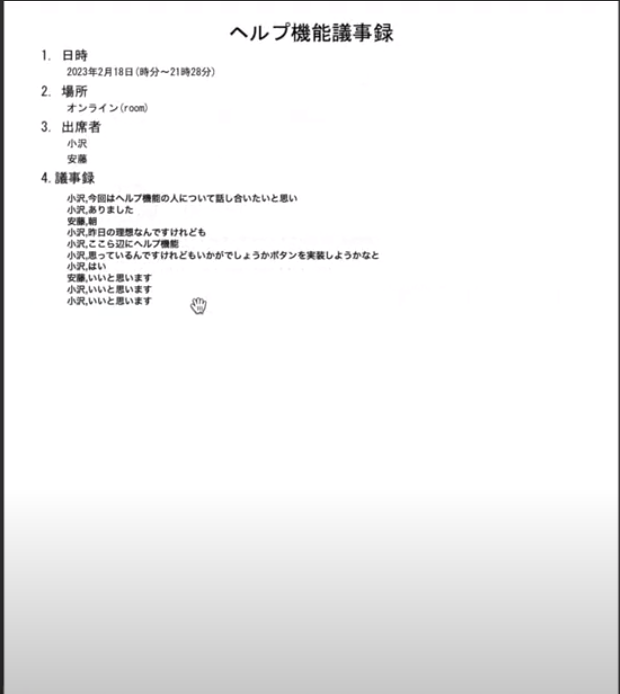 ヘルプ機能議事録
1. 日時
2023年2月18日(時分～21時28分)
2. 場所
オンライン(room)
3. 出席者
小沢
安藤
4.議事録
小沢,今回はヘルプ機能の人について話し合いたいと思い
小沢,ありました
安藤,朝
小沢,昨日の理想なんですけれども
小沢,ここら辺にヘルプ機能
小沢,思っているんですけれどもいかがでしょうかボタンを実装しようかなと
小沢,はい
安藤,いいと思います
小沢,いいと思います
小沢,いいと思います